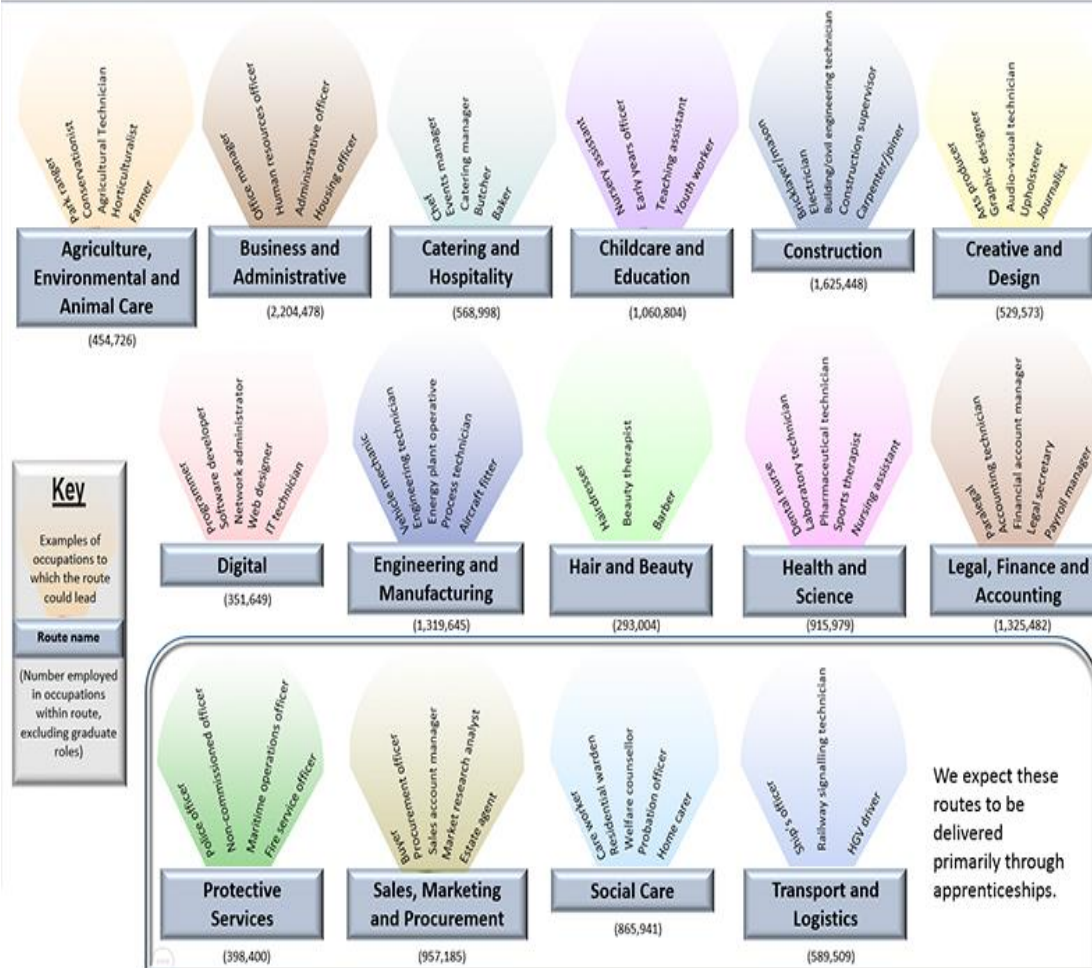 Park ranger
Conservationist
Agricultural Technician
Horticulturalist
Farmer
Agriculture,
Environmental and
Animal Care
(454,726)
Office manager
Human resources officer
Administrative officer
Housing officer
Business and
Administrative
(2,204,478)
Chef
Events manager
Catering manager
Butcher
Baker
Catering and
Hospitality
(568,998)
Nursery assistant
Early years officer
Teaching assistant
Youth worker
Childcare and
Education
(1,060,804)
Bricklayer/mason
Electrician
Building/civil engineering technician
Construction supervisor
Carpenter/joiner
Construction
(1,625,448)
Arts producer
Graphic designer
Audio-visual technician
Upholsterer
Journalist
Creative and
Design
(529,573)
Key
Examples of
occupations to
which the route
could lead
Route name
(Number employed
in occupations
within route,
excluding graduate
roles)
Programmer
Software developer
Network administrator
Web designer
IT technician
Digital
(351,649)
Vehicle mechanic
Engineering technician
Energy plant operative
Process technician
Aircraft fitter
Engineering and
Manufacturing
(1,319,645)
Hairdresser
Beauty therapist
Barber
Hair and Beauty
(293,004)
Dental nurse
Laboratory technician
Pharmaceutical technician
Sports therapist
Nursing assistant
Health and
Science
(915,979)
Paralegal
Accounting technician
Financial account manager
Legal secretary
Payroll manager
Legal, Finance and
Accounting
(1,325,482)
Police officer
Non-commissioned officer
Maritime operations officer
Fire service officer
Protective
Services
(398,400)
Buyer
Procurement officer
Sales account manager
Market research analyst
Estate agent
Sales, Marketing
and Procurement
(957,185)
Care worker
Residential warden
Welfare counsellor
Probation officer
Home carer
Social Care
(865,941)
Ship's officer
Railway signalling technician
HGV driver
Transport and
Logistics
(589,509)
We expect these
routes to be
delivered
primarily through
apprenticeships.